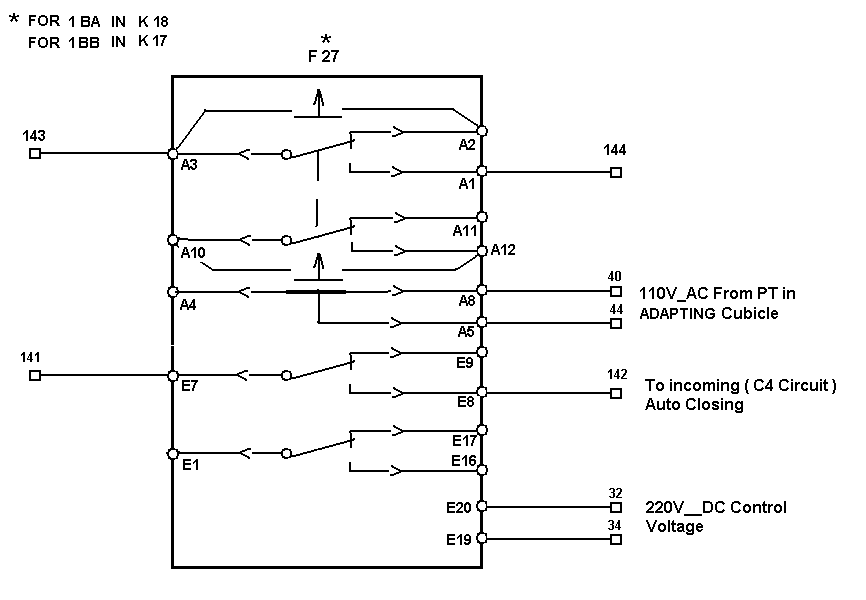 * FOR 1 BA IN K 18
FOR 1BB IN K 17
*
F 27
143
A3
A2
A1
144
A10
A11
A12
A4
A8
40
110V_AC From PT in
A5
44
ADAPTING Cubicle
141
E7
E9
E8
142
To incoming ( C4 Circuit )
Auto Closing
E17
E1
E16
E20
32
220V__DC Control
Voltage
E19
34